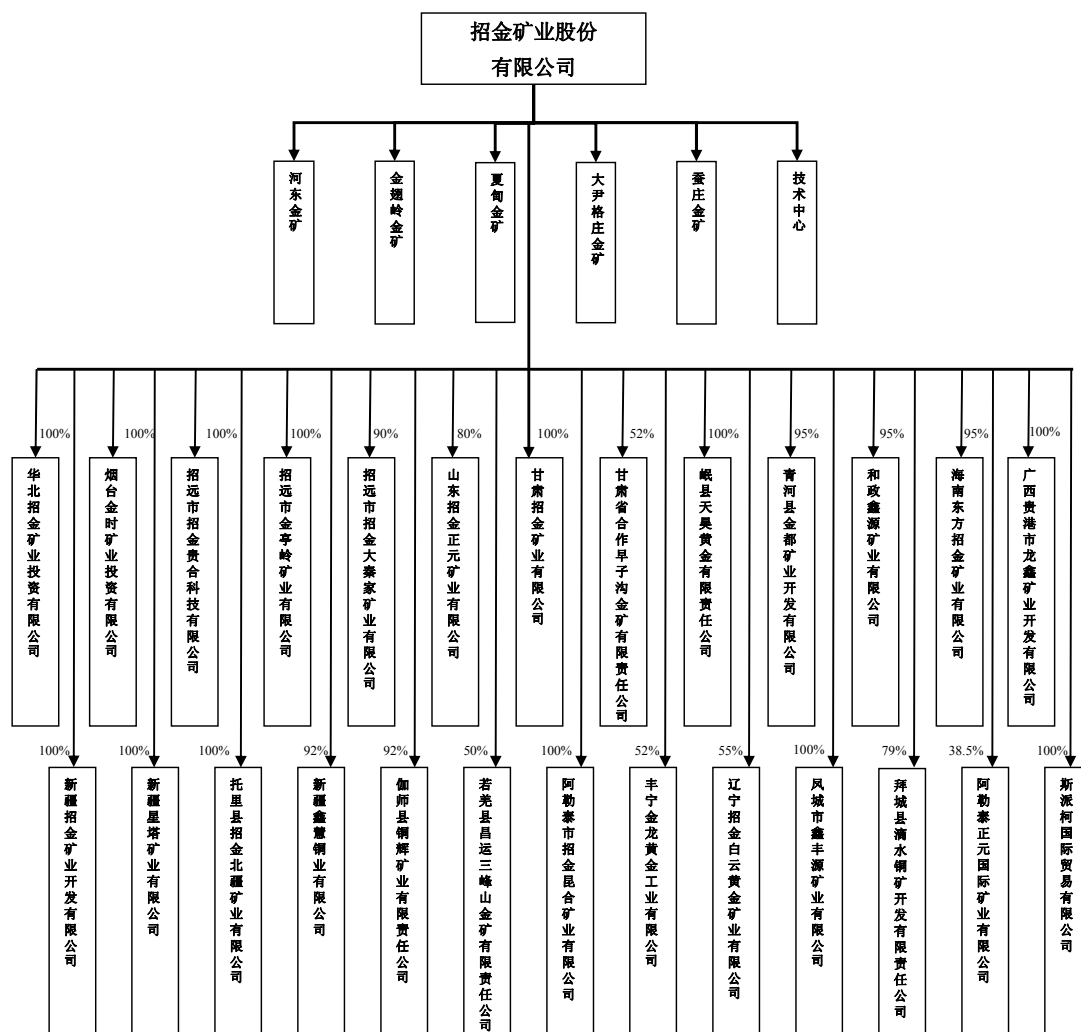 招金矿业股份
有限公司
河东金矿
金翅岭金矿
夏甸金矿
大尹格庄金矿
蚕庄金矿
技术中心
100%
100%
100%
100%
90%
80%
100%
52%
100%
95%
95%
95%
100%
华北招金矿业投资有限公司
烟台金时矿业投资有限公司
招远市招金贵合科技有限公司
招远市金亭岭矿业有限公司
招远市招金大秦家矿业有限公司
山东招金正元矿业有限公司
甘肃招金矿业有限公司
甘肃省合作早子沟金矿有限责任公司
岷县天昊黄金有限责任公司
青河县金都矿业开发有限公司
和政鑫源矿业有限公司
海南东方招金矿业有限公司
广西贵港市龙鑫矿业开发有限公司
100%
100%
100%
92%
92%
50%
100%
52%
55%
100%
79%
38.5%
100%
新疆招金矿业开发有限公司
新疆星塔矿业有限公司
托里县招金北疆矿业有限公司
新疆鑫慧铜业有限公司
伽师县铜辉矿业有限责任公司
若羌县昌运三峰山金矿有限责任公司
阿勒泰市招金昆合矿业有限公司
丰宁金龙黄金工业有限公司
辽宁招金白云黄金矿业有限公司
凤城市鑫丰源矿业有限公司
拜城县滴水铜矿开发有限责任公司
阿勒泰正元国际矿业有限公司
斯派柯国际贸易有限公司